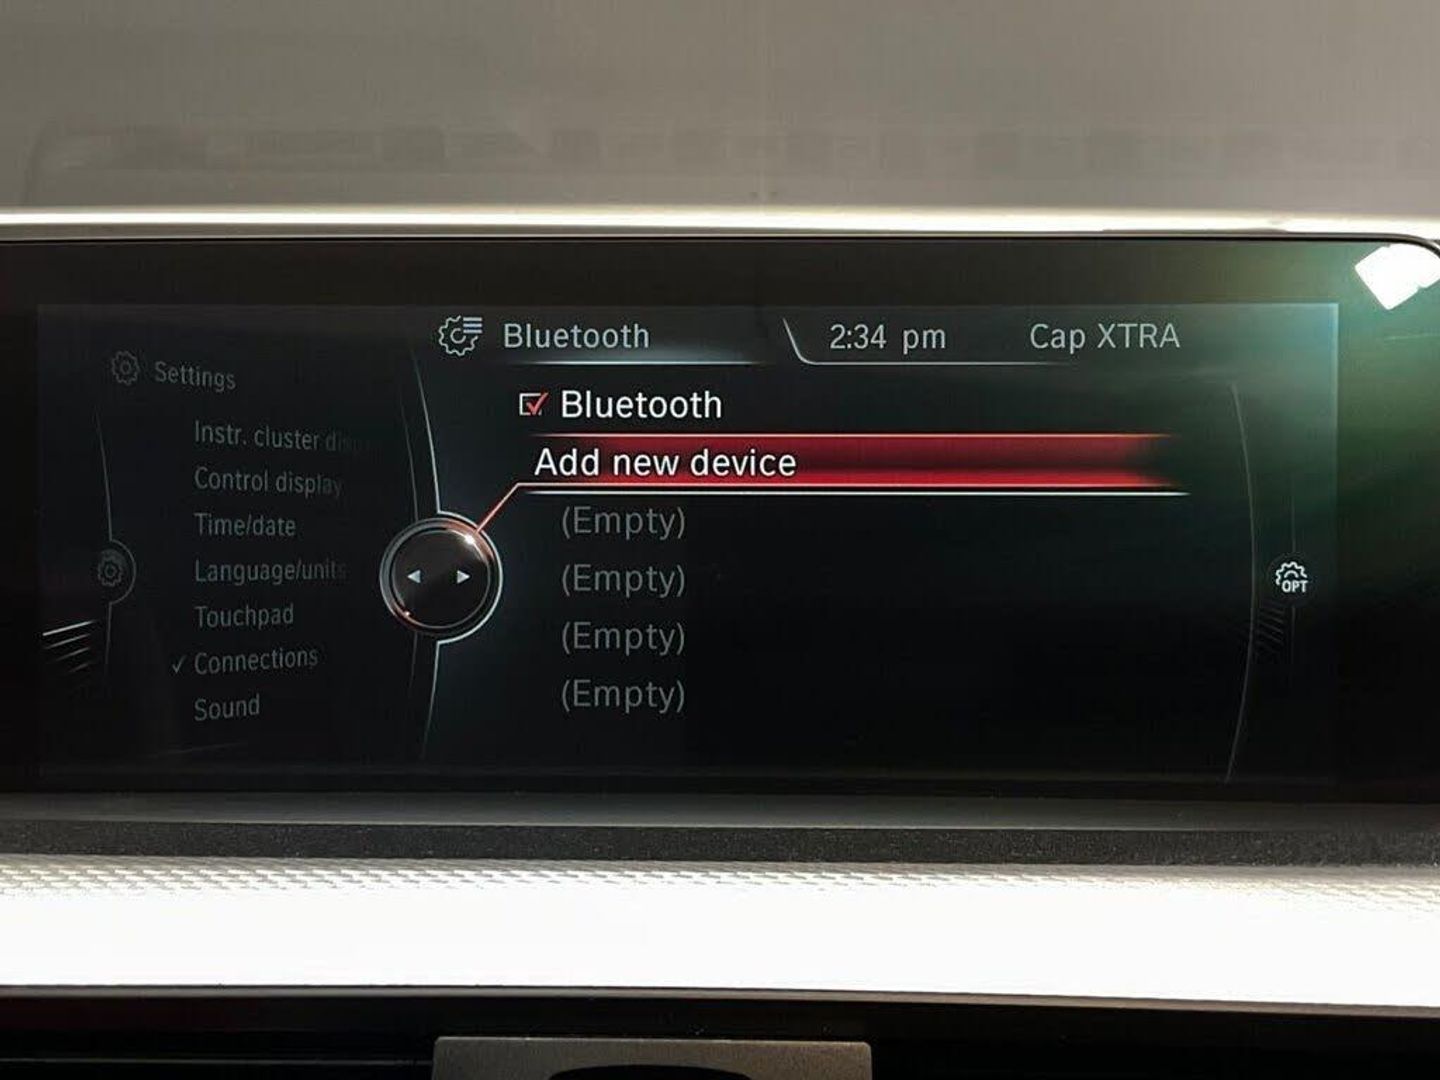 Bluetooth
2:34 pm
Cap XTRA
Settings
Instr. cluster
Control display
Time/date
Language/units
Touchpad
✓ Connections
Sound
Bluetooth
Add new device
(Empty)
(Empty)
(Empty)
(Empty)
OPT